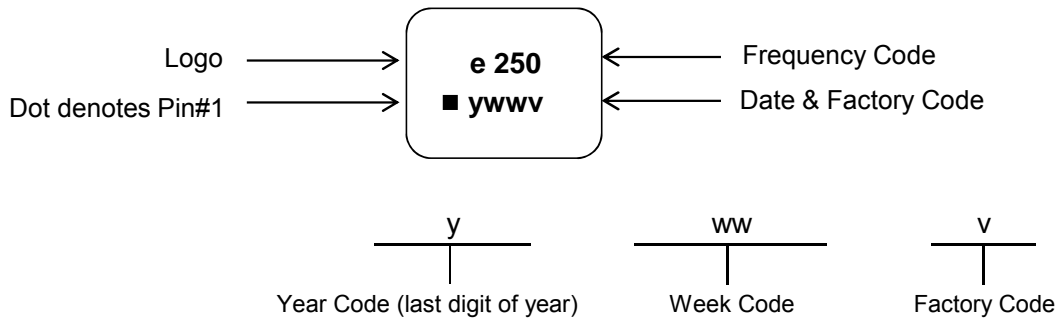 Logo
e 250
Frequency Code
Dot denotes Pin#1
ywwv
Date & Factory Code
y
ww
v
Year Code (last digit of year)
Week Code
Factory Code